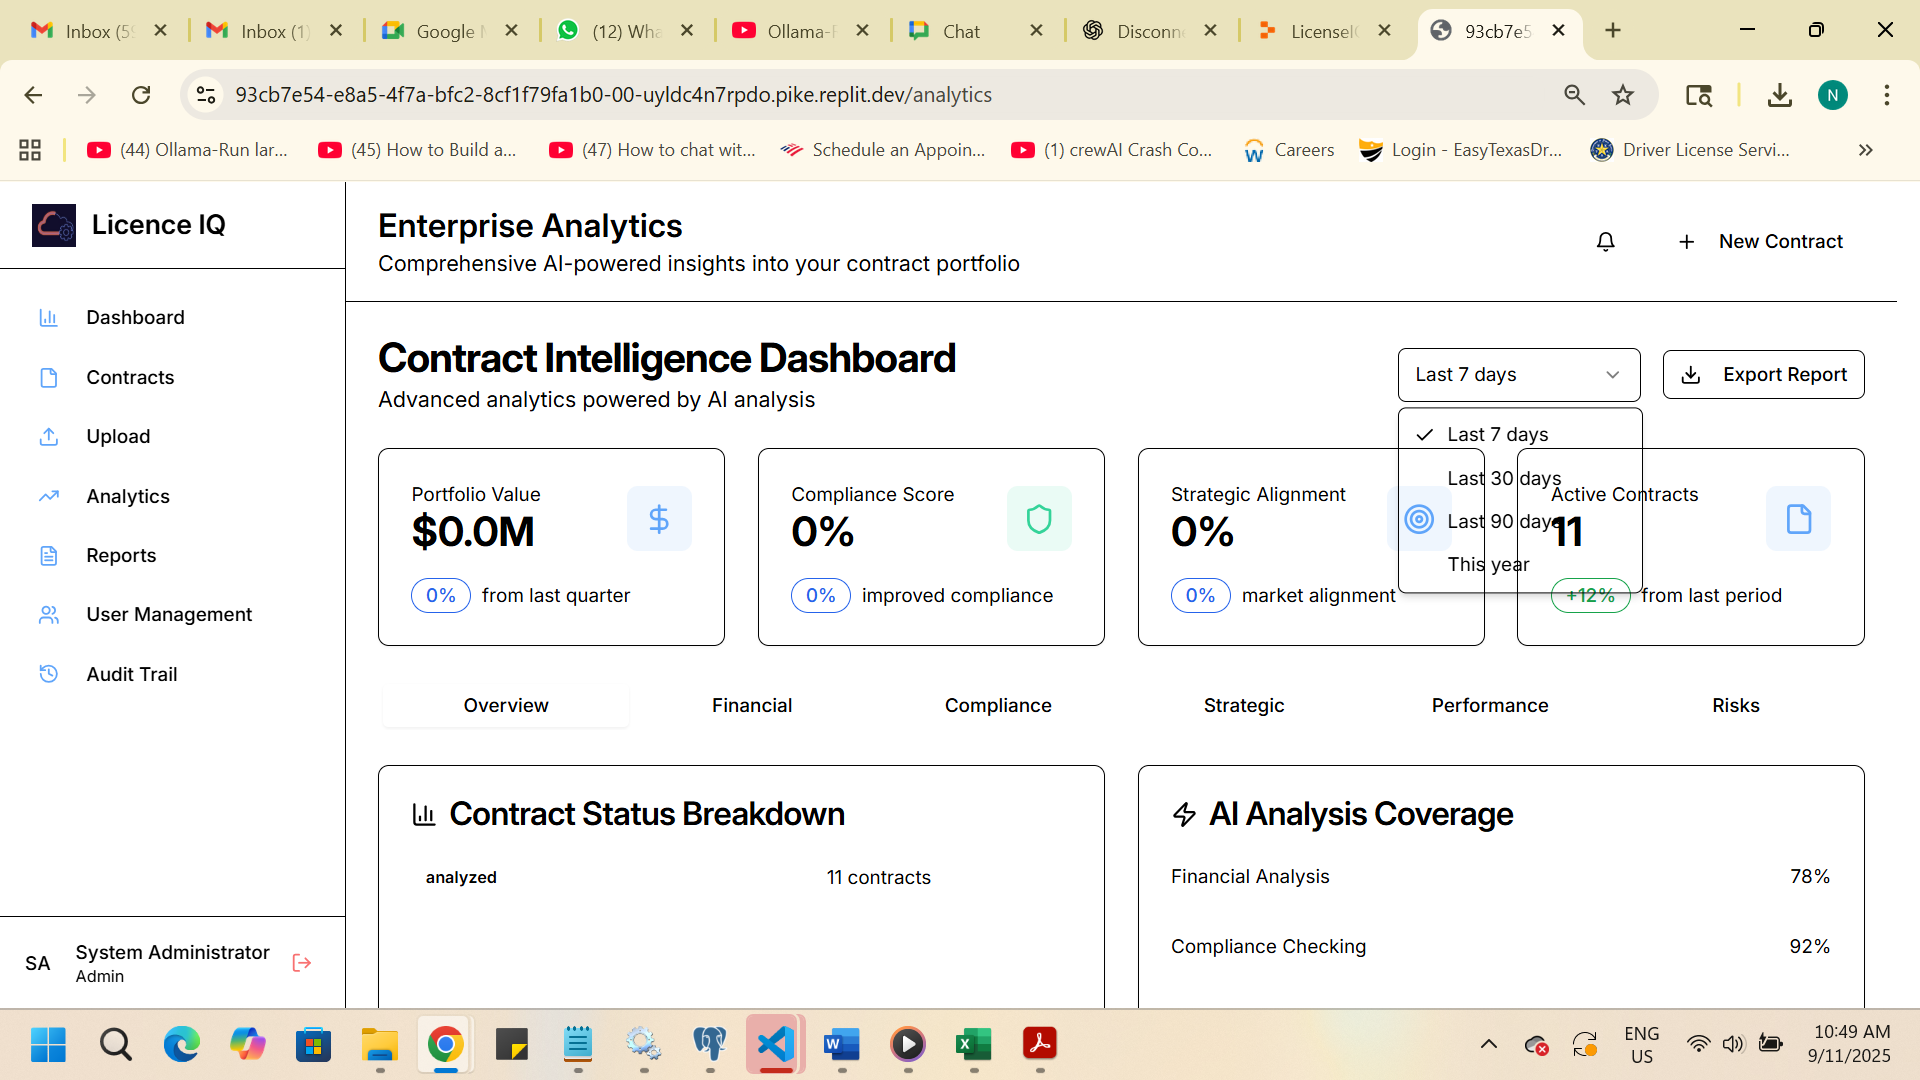 Inbox (59
Inbox (1)
Google M
(12) Wha
Ollama-R
Chat
Disconne
LicenseIQ
93cb7e5
93cb7e54-e8a5-4f7a-bfc2-8cf1f79fa1b0-00-uyldc4n7rpdo.pike.replit.dev/analytics
N
(44) Ollama-Run lar...
(45) How to Build a...
(47) How to chat wit...
Schedule an Appoin...
(1) crewAI Crash Co...
Careers
Login - EasyTexasDr...
Driver License Servi...
Licence IQ
Dashboard
Contracts
Upload
Analytics
Reports
User Management
Audit Trail
SA
System Administrator
Admin
Enterprise Analytics
Comprehensive AI-powered insights into your contract portfolio
New Contract
Contract Intelligence Dashboard
Advanced analytics powered by AI analysis
Last 7 days
Export Report
Last 7 days
Last 30 days
Last 90 days
This year
Portfolio Value
$0.0M
0% from last quarter
Compliance Score
0%
0% improved compliance
Strategic Alignment
0%
0% market alignment
Active Contracts
11
+12% from last period
Overview
Financial
Compliance
Strategic
Performance
Risks
Contract Status Breakdown
analyzed
11 contracts
AI Analysis Coverage
Financial Analysis
78%
Compliance Checking
92%
ENG
US
10:49 AM
9/11/2025